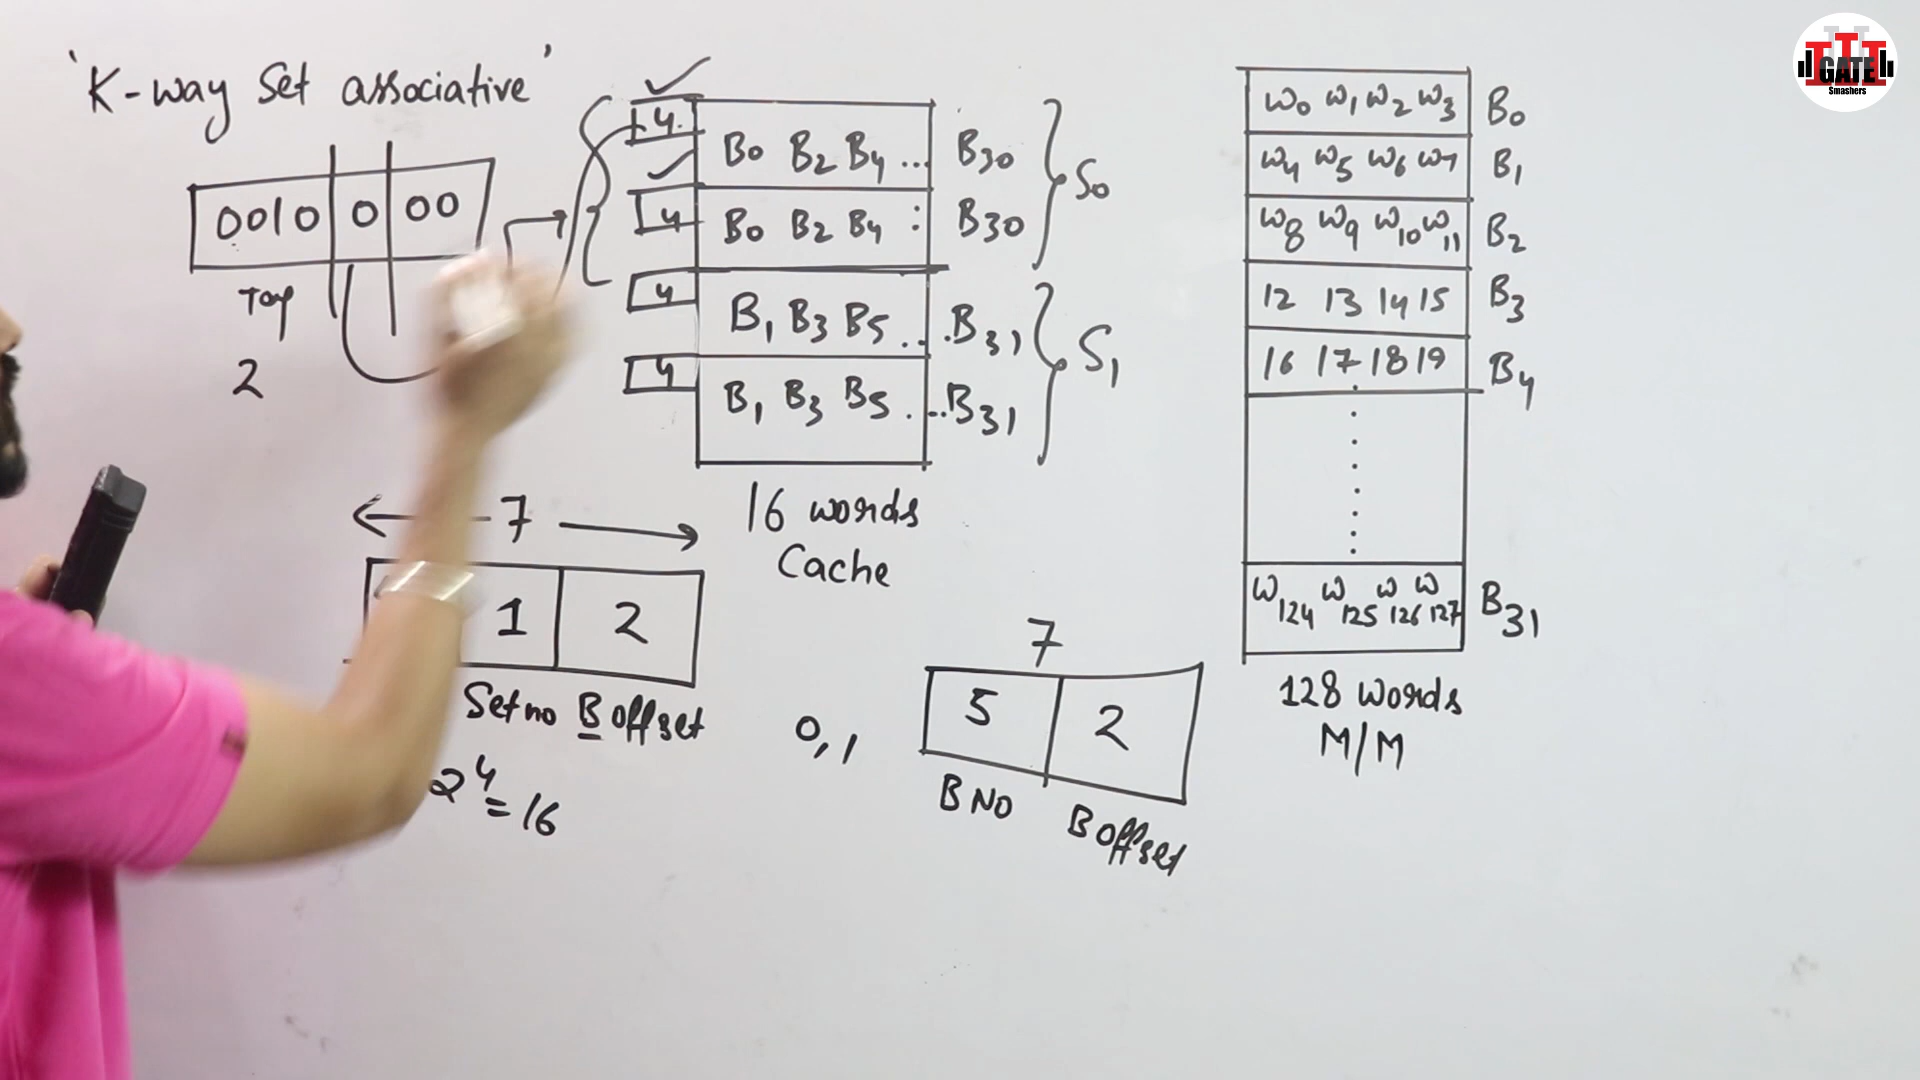 'K-way Set associative'
0010 0 00
Tag
2
4
B0 B2 B4 ... B30
4
B0 B2 B4 : B30
S0
4
B1 B3 B5 .... B31
4
B1 B3 B5 .... B31
S1
16 words
Cache
7
1 2
Set no B offset
2^4 = 16
0, 1
7
5 2
B NO B offset
W0 W1 W2 W3 B0
W4 W5 W6 W7 B1
W8 W9 W10 W11 B2
12 13 14 15 B3
16 17 18 19 B4
W124 W125 W126 W127 B31
128 words
M/M
GATE
Smashers